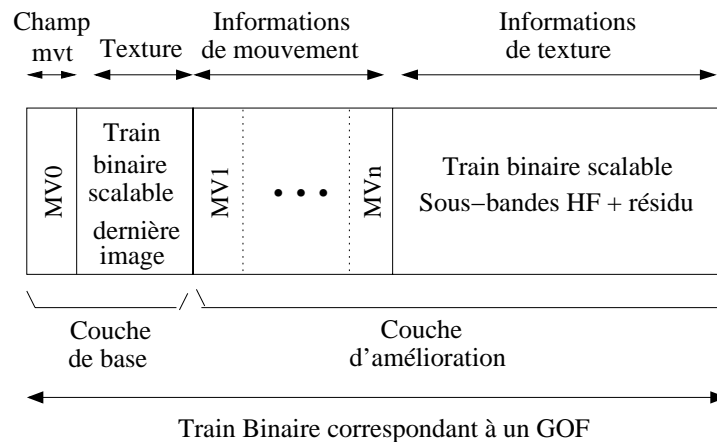 Champ
mvt
Texture
Informations
de mouvement
Informations
de texture
MV0
Train
binaire
scalable
dernière
image
MV1
• • •
MVn
Train binaire scalable
Sous−bandes HF + résidu
Couche
de base
Couche
d'amélioration
Train Binaire correspondant à un GOF